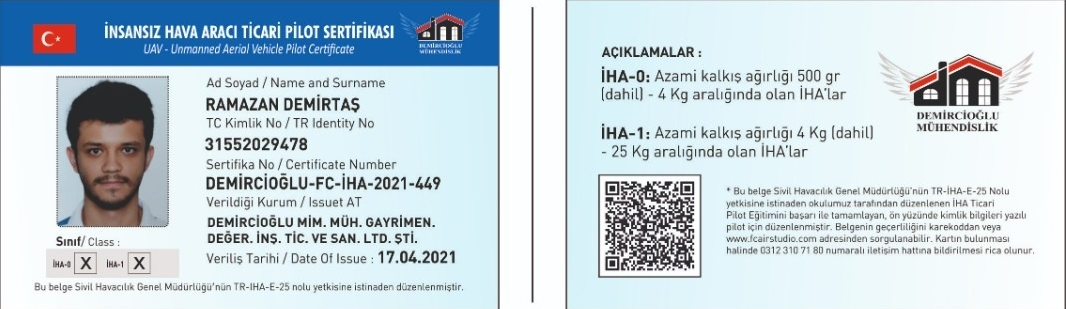 İNSANSIZ HAVA ARACI TİCARİ PİLOT SERTİFİKASI
UAV - Unmanned Aerial Vehicle Pilot Certificate
DEMİRCİOĞLU
MÜHENDİSLİK
Ad Soyad / Name and Surname
RAMAZAN DEMİRTAŞ
TC Kimlik No / TR Identity No
31552029478
Sertifika No / Certificate Number
DEMİRCİOĞLU-FC-İHA-2021-449
Verildiği Kurum / Issuet AT
DEMİRCİOĞLU MİM. MÜH. GAYRİMEN.
DEĞER. İNŞ. TİC. VE SAN. LTD. ŞTİ.
Veriliş Tarihi / Date Of Issue : 17.04.2021
Sınıf/ Class :
İHA-0 X İHA-1 X
Bu belge Sivil Havacılık Genel Müdürlüğü'nün TR-İHA-E-25 nolu yetkisine istinaden düzenlenmiştir.
AÇIKLAMALAR :
İHA-0: Azami kalkış ağırlığı 500 gr
(dahil) - 4 Kg aralığında olan İHA'lar
İHA-1: Azami kalkış ağırlığı 4 Kg (dahil)
- 25 Kg aralığında olan İHA'lar
DEMİRCİOĞLU
MÜHENDİSLİK
* Bu belge Sivil Havacılık Genel Müdürlüğü'nün TR-İHA-E-25 Nolu
yetkisine istinaden okulumuz tarafından düzenlenen İHA Ticari
Pilot Eğitimini başarı ile tamamlayan, ön yüzünde kimlik bilgileri yazılı
pilot için düzenlenmiştir. Belgenin geçerliliğini karekoddan veya
www.fcairstudio.com adresinden sorgulanabilir. Kartın bulunması
halinde 0312 310 71 80 numaralı iletişim hattına bildirilmesi rica olunur.